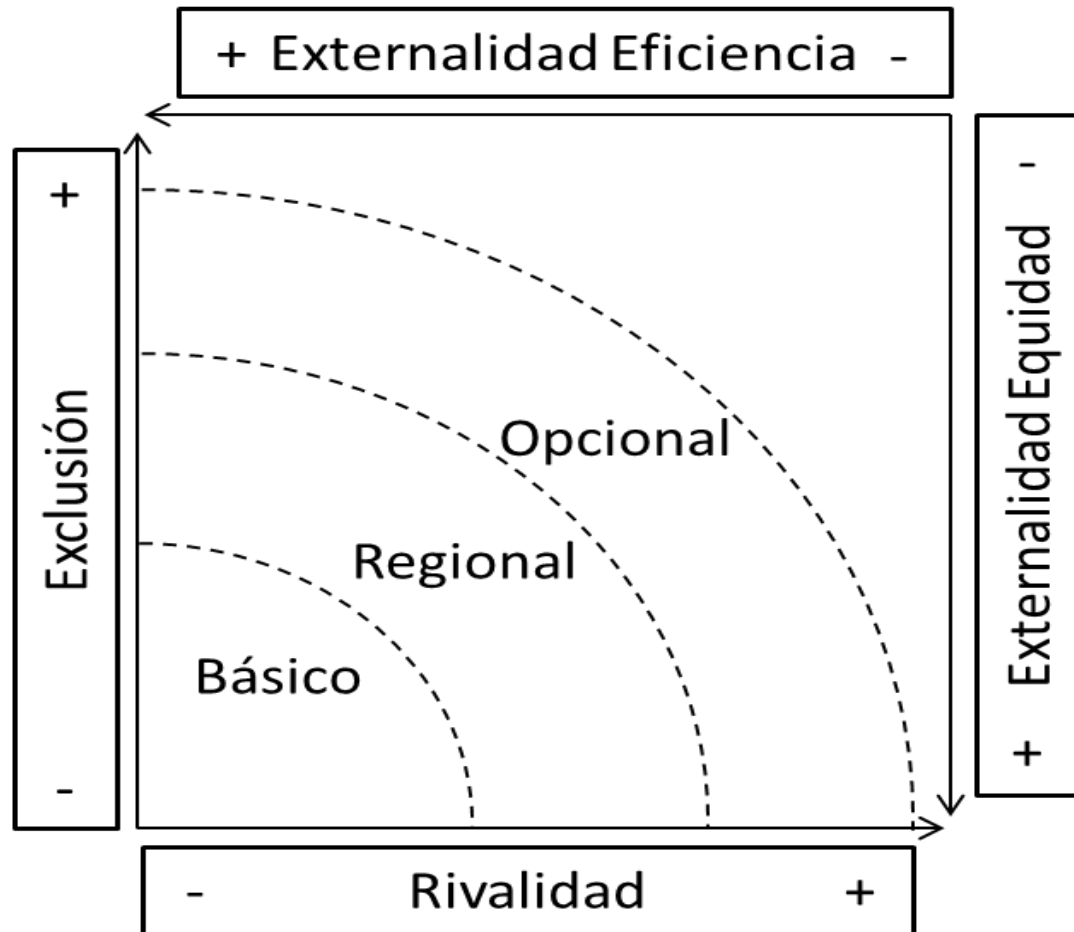 + Externalidad Eficiencia -
+
Exclusión
-
-
Externalidad Equidad
+
Opcional
Regional
Básico
- Rivalidad +